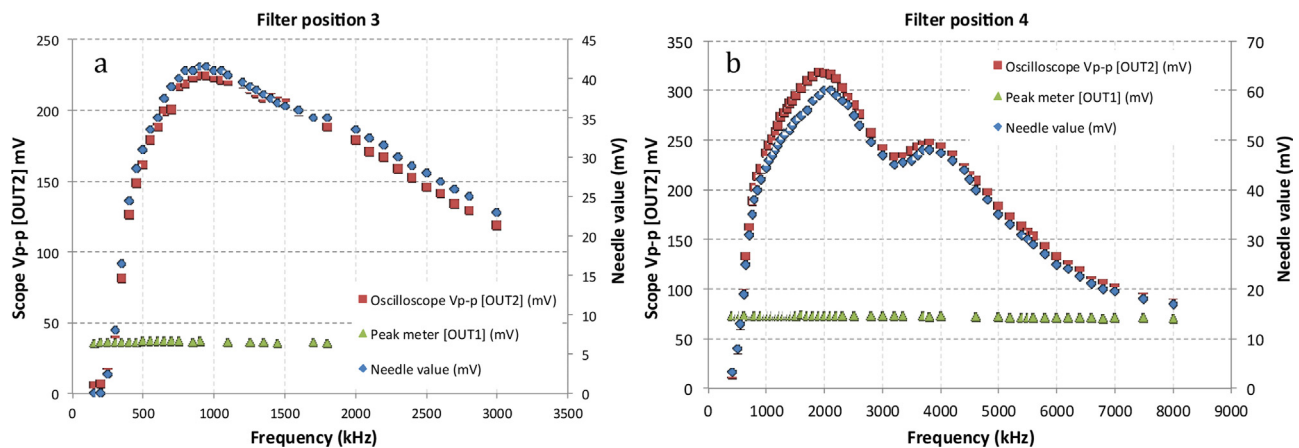 Filter position 3
a
250
200
150
100
50
0
45
40
35
30
25
20
15
10
5
0
0 500 1000 1500 2000 2500 3000 3500
Scope Vp-p [OUT2] mV
Needle value (mV)
Frequency (kHz)
Oscilloscope Vp-p [OUT2] (mV)
Peak meter [OUT1] (mV)
Needle value (mV)
Filter position 4
b
350
300
250
200
150
100
50
0
70
60
50
40
30
20
10
0
0 1000 2000 3000 4000 5000 6000 7000 8000 9000
Scope Vp-p [OUT2] mV
Needle value (mV)
Frequency (kHz)
Oscilloscope Vp-p [OUT2] (mV)
Peak meter [OUT1] (mV)
Needle value (mV)